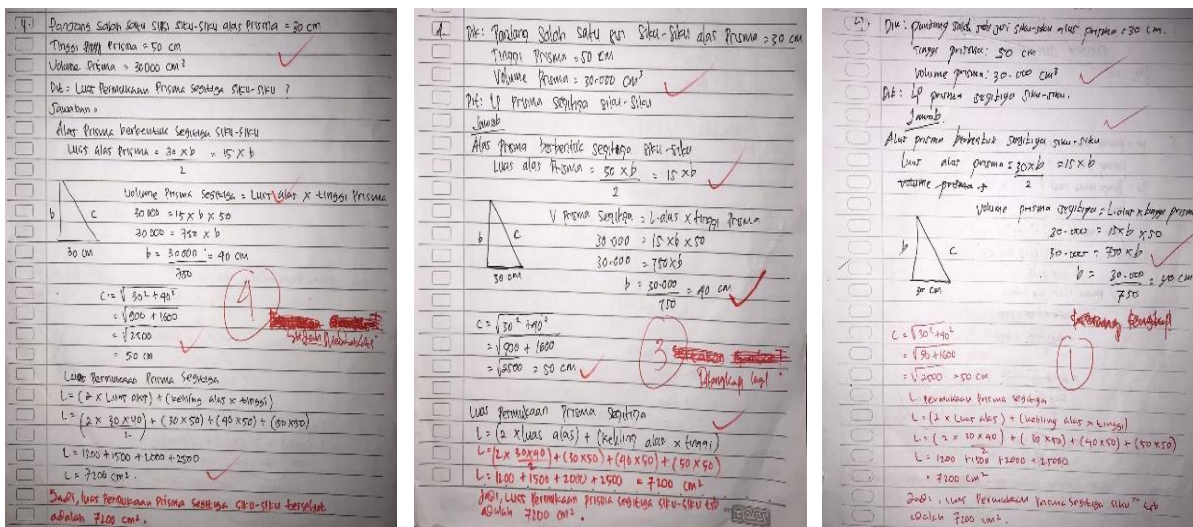 4. Panjang salah satu sisi siku-siku alas Prisma = 30 cm
Tinggi Prisma = 50 cm
Volume Prisma = 30000 cm³
Dit = Luas Permukaan Prisma segitiga siku-siku ?
Jawaban =
Alas Prisma berbentuk segitiga siku-siku
Luas alas Prisma = 30 x b = 15 x b
2
Volume Prisma segitiga = Luas alas x tinggi Prisma
b c
30000 = 15 x b x 50
30000 = 750 x b
30 cm
b = 30000 = 40 cm
750
C = √30² + 40²
= √900 + 1600
= √2500
= 50 cm
4
Luas Permukaan Prisma Segitiga
L = (2 x Luas alas) + (keliling alas x tinggi)
L = (2 x 30 x 40) + (30 x 50) + (40 x 50) + (50 x 50)
2
L = 1200 + 1500 + 2000 + 2500
L = 7200 cm²
Jadi, luas Permukaan Prisma segitiga siku-siku tersebut
adalah 7200 cm².
Dik: Panjang salah satu sisi siku-siku alas Prisma = 30 cm
Tinggi Prisma = 50 cm
Volume Prisma = 30.000 cm³
Dit: LP Prisma segitiga siku-siku
Jawab
Alas Prisma berbentuk segitiga siku-siku
Luas alas Prisma = 30 x b = 15 x b
2
V Prisma segitiga = L.alas x tinggi Prisma
b c
30.000 = 15 x b x 50
30.000 = 750 x b
30 cm
b = 30.000 = 40 cm
750
C = √30² + 40²
= √900 + 1600
= √2500 = 50 cm
3
Dilengkapi lagi
Luas Permukaan Prisma Segitiga
L = (2 x luas alas) + (keliling alas x tinggi)
L = (2 x 30x40) + (30 x 50) + (40 x 50) + (50 x 50)
2
L = 1200 + 1500 + 2000 + 2500 = 7200 cm²
Jadi, Luas Permukaan prisma segitiga siku-siku tsb
adalah 7200 cm².
Dik: panjang salah satu sisi siku-siku alas prisma = 30 cm.
Tinggi prisma: 50 cm
Volume prisma: 30.000 cm³
Dit: LP prisma segitiga siku-siku.
Jawab
Alas prisma berbentuk segitiga siku-siku
Luas alas prisma = 30xb = 15 x b
2
volume prisma
Volume prisma segitiga = L.alas x tinggi prisma
30.000 = 15xb x 50
b c
30.000 = 750 x b
b = 30.000 = 40 cm
750
30 cm
C = √30² + 40²
= √90 + 1600
= √2500 = 50 cm
1
L. permukaan Prisma segitiga
L = (2 x Luas alas) + (keliling alas x tinggi)
L = (2 x 30 x 40) + (30 x 50) + (40 x 50) + (50 x 50)
2
L = 1200 + 1500 + 2000 + 25000
= 7200 cm²
Jadi, luas Permukaan Prisma segitiga siku" tsb
adalah 7200 cm².